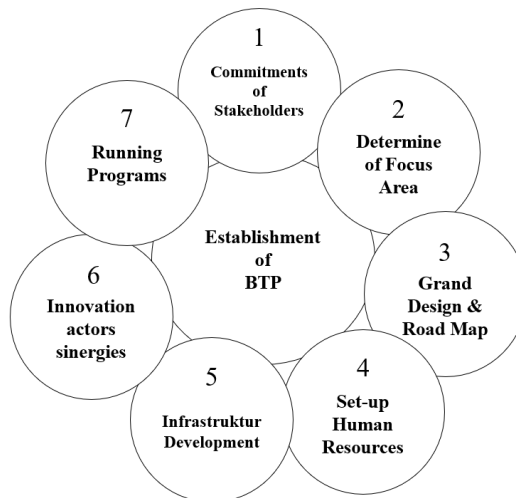 1
Commitments
of
Stakeholders
2
Determine
of Focus
Area
3
Grand
Design &
Road Map
4
Set-up
Human
Resources
5
Infrastruktur
Development
6
Innovation
actors
sinergies
7
Running
Programs
Establishment
of
BTP